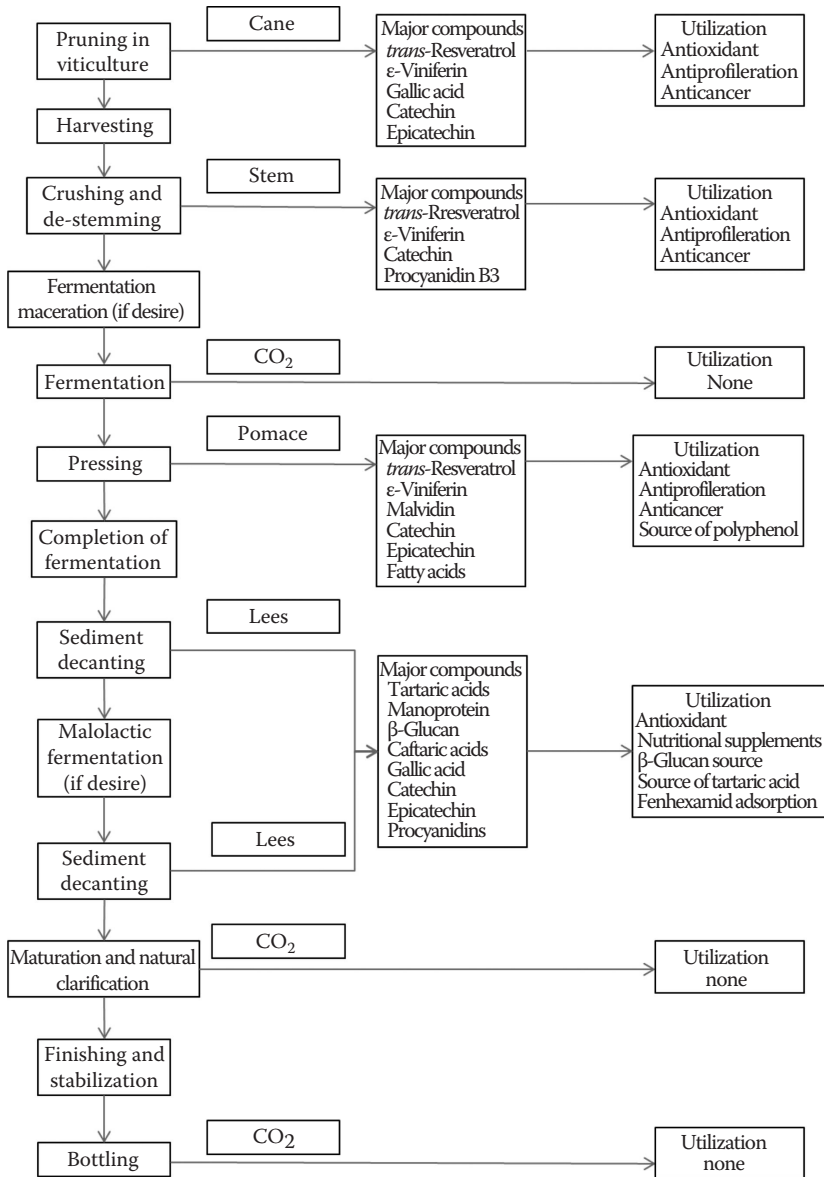 Pruning in
viticulture
Cane
Major compounds
trans-Resveratrol
ε-Viniferin
Gallic acid
Catechin
Epicatechin
Utilization
Antioxidant
Antiprofileration
Anticancer
Harvesting
Crushing and
de-stemming
Stem
Major compounds
trans-Rresveratrol
ε-Viniferin
Catechin
Procyanidin B3
Utilization
Antioxidant
Antiprofileration
Anticancer
Fermentation
maceration (if desire)
Fermentation
CO2
Utilization
None
Pressing
Pomace
Major compounds
trans-Resveratrol
ε-Viniferin
Malvidin
Catechin
Epicatechin
Fatty acids
Utilization
Antioxidant
Antiprofileration
Anticancer
Source of polyphenol
Completion of
fermentation
Sediment
decanting
Lees
Malolactic
fermentation
(if desire)
Sediment
decanting
Lees
Major compounds
Tartaric acids
Manoprotein
β-Glucan
Caftaric acids
Gallic acid
Catechin
Epicatechin
Procyanidins
Utilization
Antioxidant
Nutritional supplements
β-Glucan source
Source of tartaric acid
Fenhexamid adsorption
Maturation and natural
clarification
CO2
Utilization
none
Finishing and
stabilization
Bottling
CO2
Utilization
none